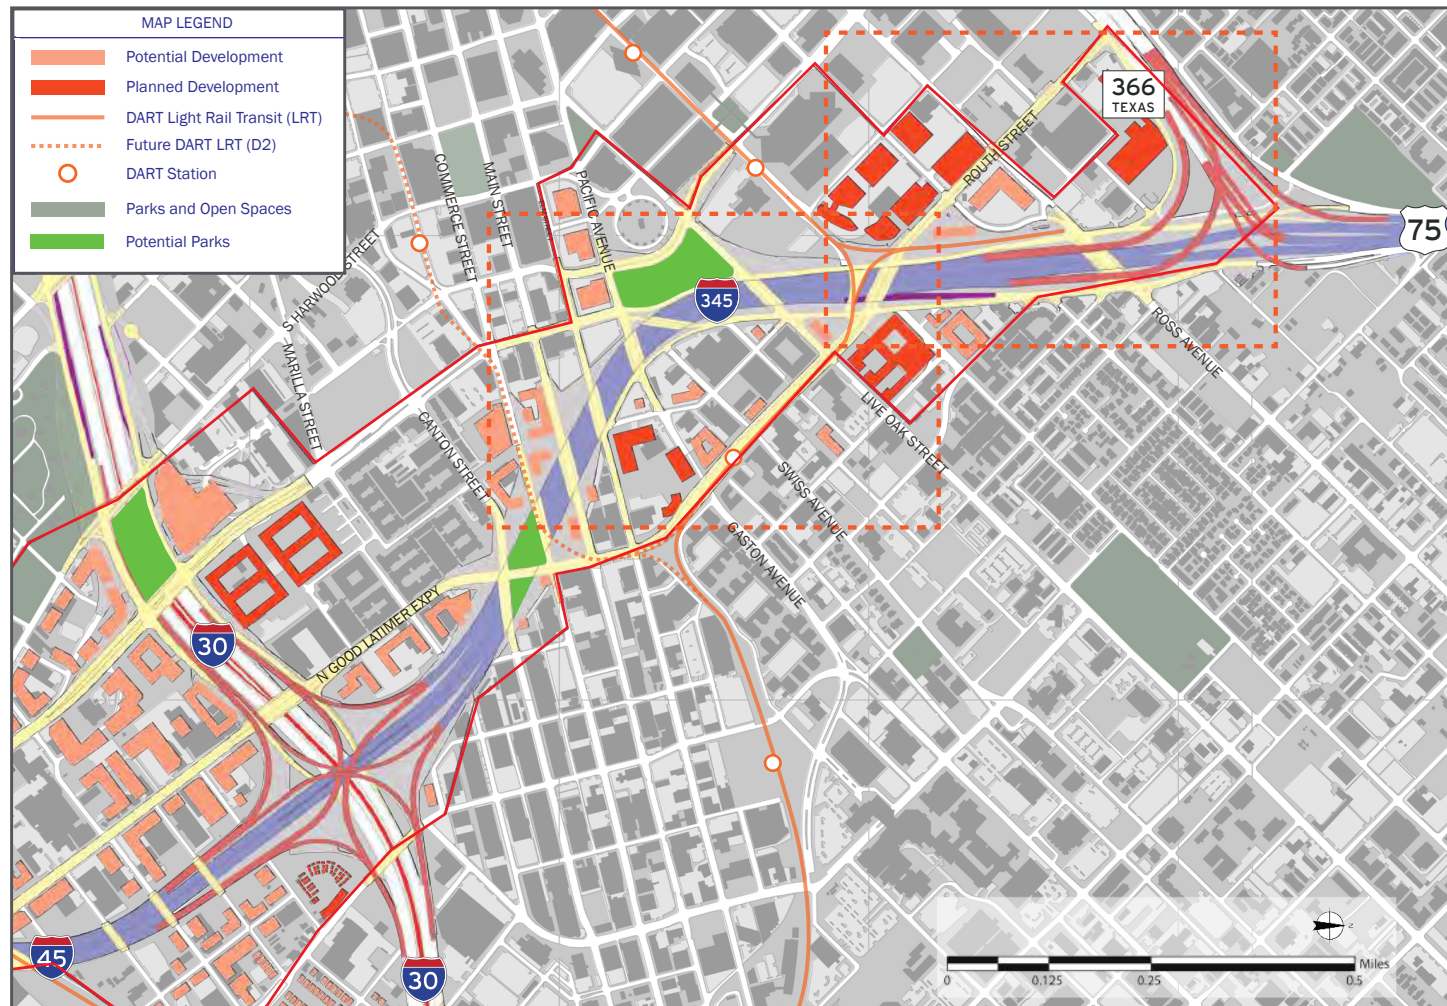 MAP LEGEND
Potential Development
Planned Development
DART Light Rail Transit (LRT)
Future DART LRT (D2)
DART Station
Parks and Open Spaces
Potential Parks
366
TEXAS
75
345
30
30
45
COMMERCE STREET
MAIN STREET
PACIFIC AVENUE
ROUTH STREET
S HARWOOD STREET
MARILLA STREET
CANTON STREET
ROSS AVENUE
LIVE OAK STREET
SWISS AVENUE
GASTON AVENUE
N GOOD LATIMER EXPY
Miles
0
0.125
0.25
0.5